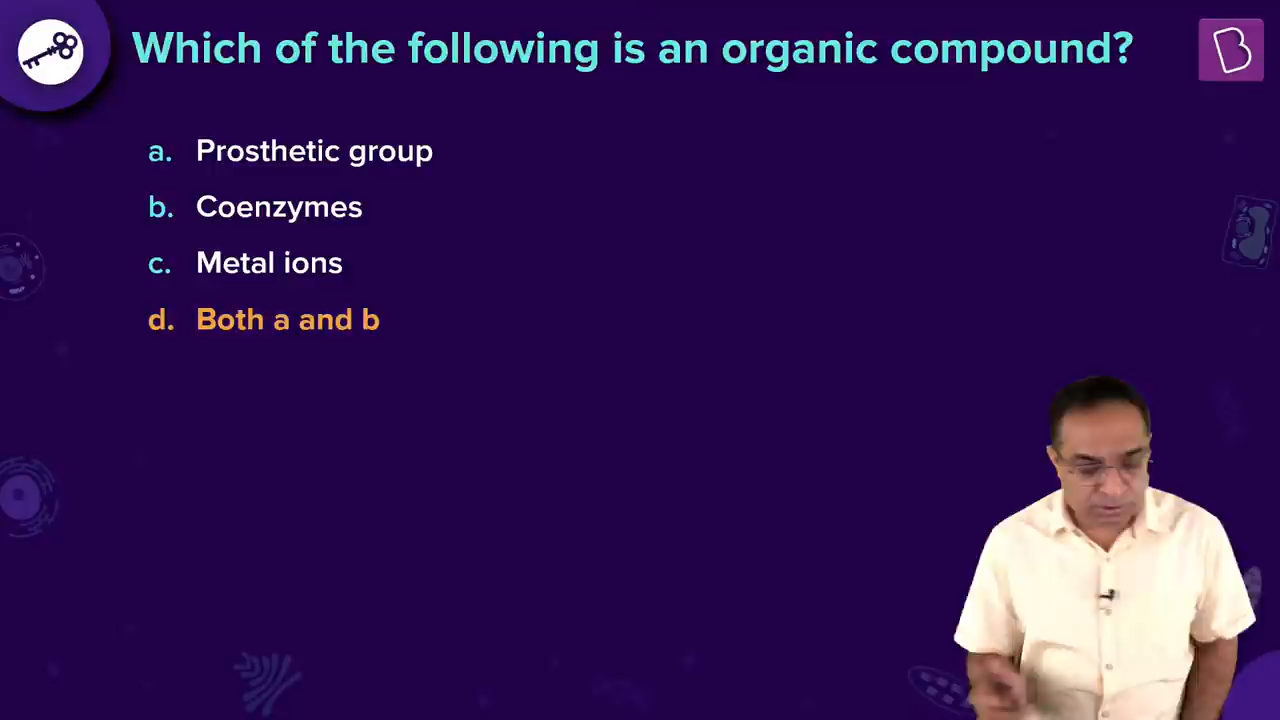 Which of the following is an organic compound?
a. Prosthetic group
b. Coenzymes
c. Metal ions
d. Both a and b